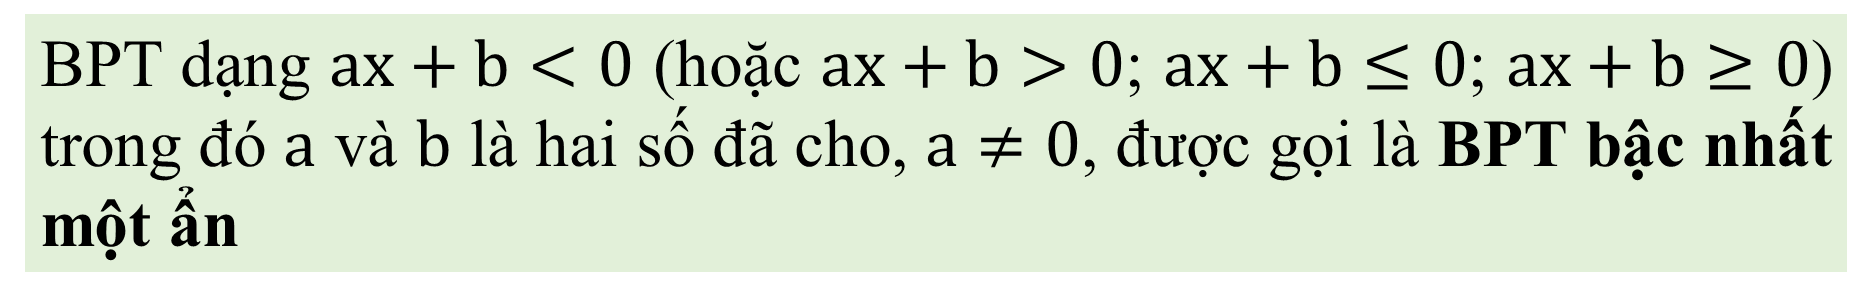 BPT dạng ax + b < 0 (hoặc ax + b > 0; ax + b ≤ 0; ax + b ≥ 0)
trong đó a và b là hai số đã cho, a ≠ 0, được gọi là BPT bậc nhất
một ẩn